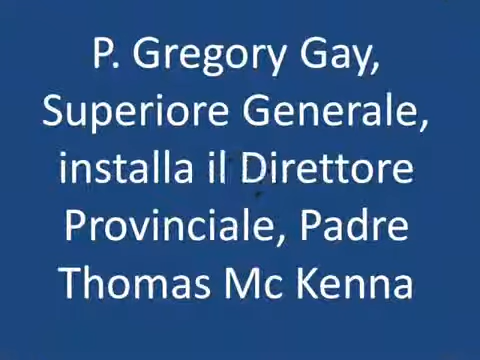 P. Gregory Gay,
Superiore Generale,
installa il Direttore
Provinciale, Padre
Thomas Mc Kenna